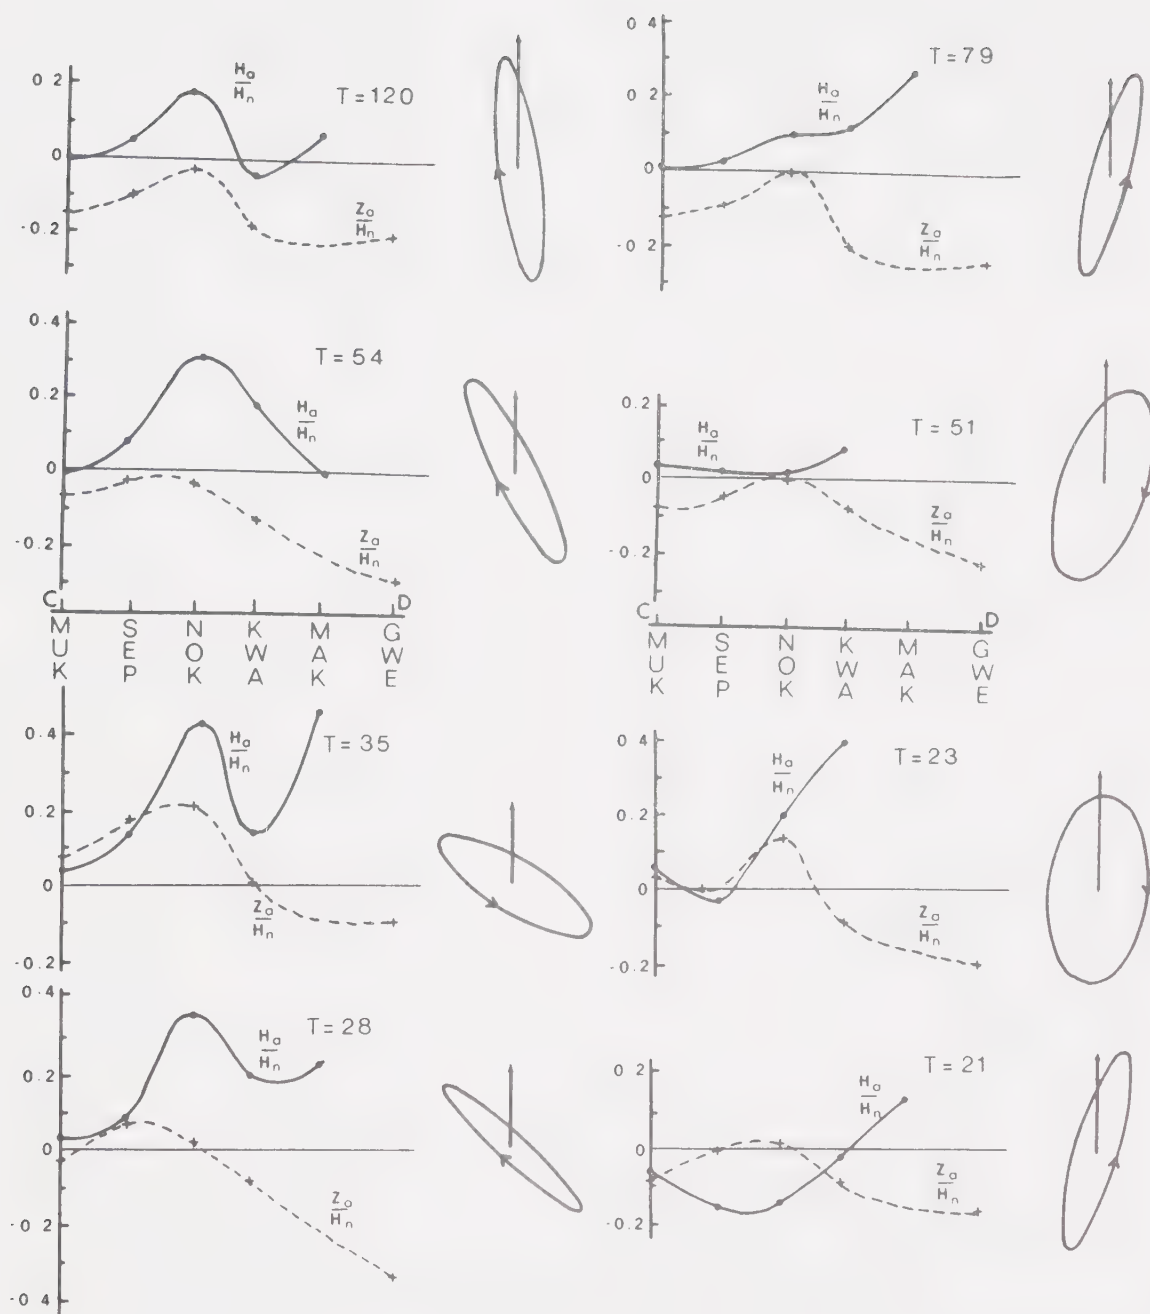 0 2
0
-0.2
Ha
Hn
T=120
Za
Hn
0 4
0 2
0
-0 2
Ha
Hn
T=79
Za
Hn
0.4
0.2
0
-0.2
T=54
Ha
Hn
Za
Hn
0.2
0
-0.2
Ha
Hn
T=51
Za
Hn
C
D
MUK
SEP
NOK
KWA
MAK
GWE
C
D
MUK
SEP
NOK
KWA
MAK
GWE
0.4
0.2
0
-0.2
Ha
Hn
T=35
Za
Hn
0 4
0 2
0
-0.2
Ha
Hn
T=23
Za
Hn
0.4
0.2
0
-0 2
-0 4
Ha
Hn
T=28
Za
Hn
0.2
0
-0.2
Ha
Hn
T=21
Za
Hn